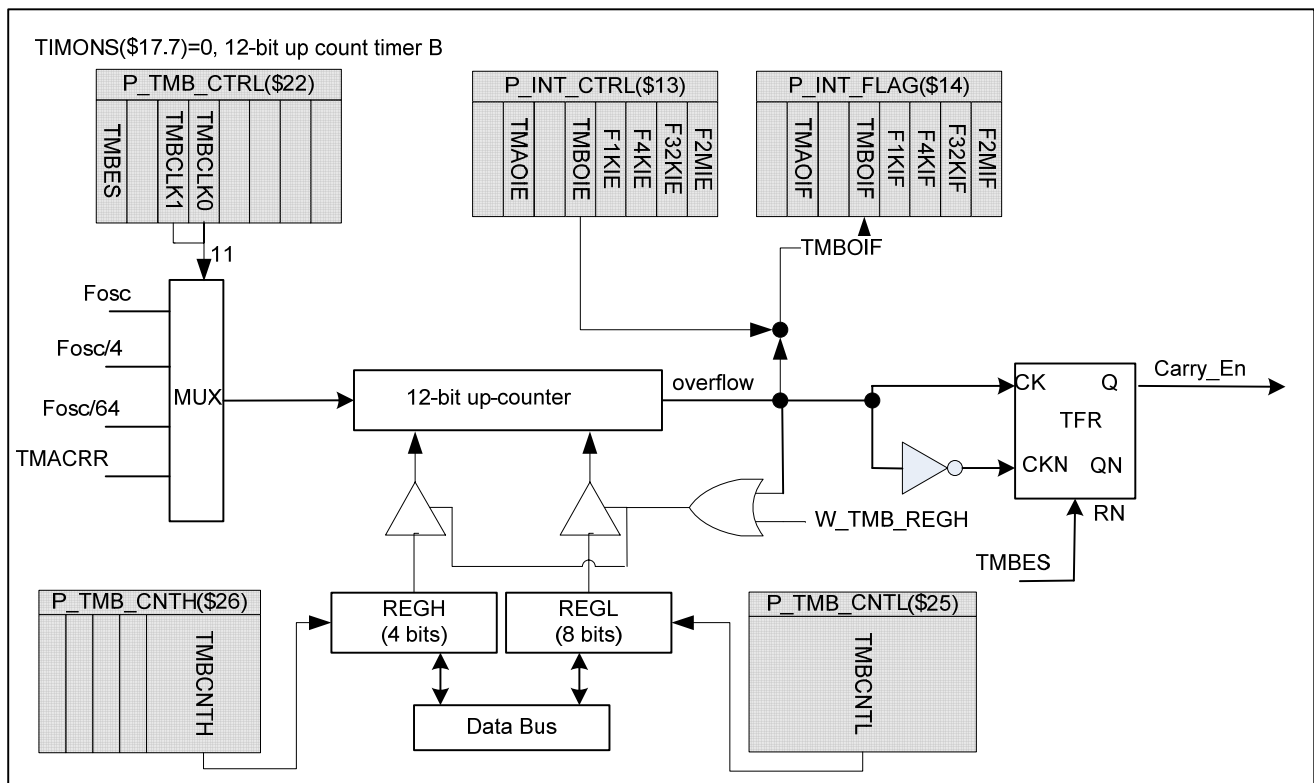 TIMONS($17.7)=0, 12-bit up count timer B
P_TMB_CTRL($22)
TMBES
TMBCLK1
TMBCLK0
P_INT_CTRL($13)
TMAOIE
TMBOIE
F1KIE
F4KIE
F32KIE
F2MIE
P_INT_FLAG($14)
TMAOIF
TMBOIF
F1KIF
F4KIF
F32KIF
F2MIF
11
TMBOIF
Fosc
Fosc/4
Fosc/64
TMACRR
MUX
12-bit up-counter
overflow
CK Q
TFR
CKN QN
RN
Carry_En
W_TMB_REGH
TMBES
P_TMB_CNTH($26)
TMBCNTH
REGH
(4 bits)
REGL
(8 bits)
P_TMB_CNTL($25)
TMBCNTL
Data Bus